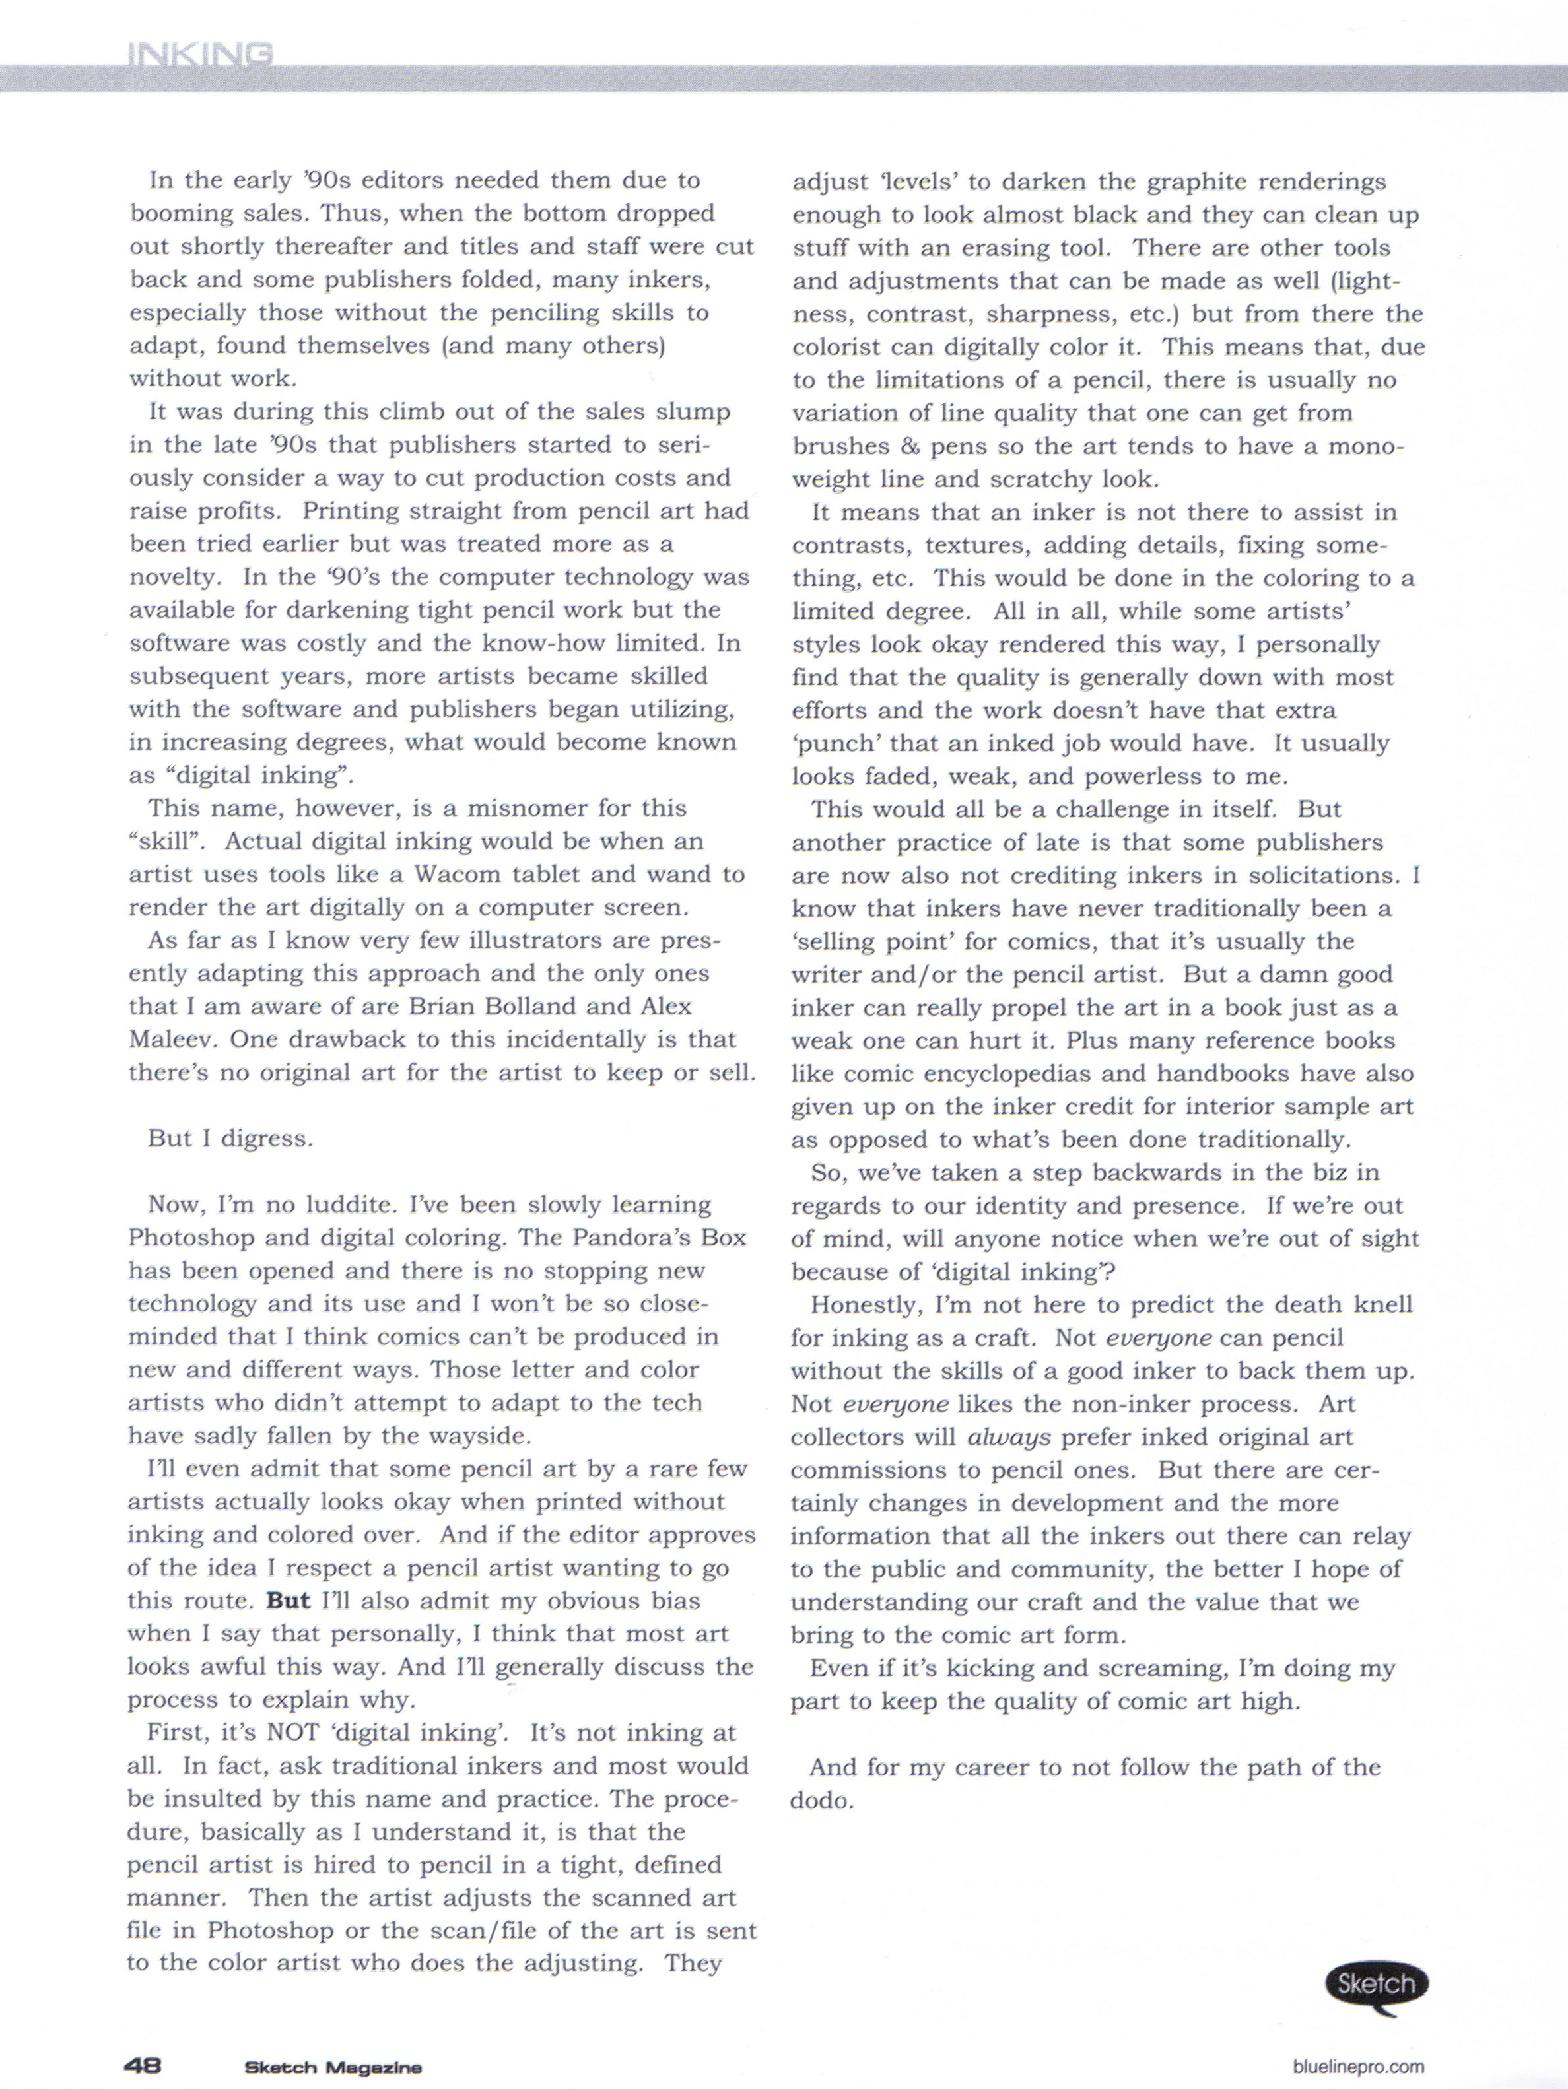 INKING
In the early '90s editors needed them due to
booming sales. Thus, when the bottom dropped
out shortly thereafter and titles and staff were cut
back and some publishers folded, many inkers,
especially those without the penciling skills to
adapt, found themselves (and many others)
without work.
It was during this climb out of the sales slump
in the late '90s that publishers started to seri-
ously consider a way to cut production costs and
raise profits. Printing straight from pencil art had
been tried earlier but was treated more as a
novelty. In the '90's the computer technology was
available for darkening tight pencil work but the
software was costly and the know-how limited. In
subsequent years, more artists became skilled
with the software and publishers began utilizing,
in increasing degrees, what would become known
as “digital inking”.
This name, however, is a misnomer for this
“skill”. Actual digital inking would be when an
artist uses tools like a Wacom tablet and wand to
render the art digitally on a computer screen.
As far as I know very few illustrators are pres-
ently adapting this approach and the only ones
that I am aware of are Brian Bolland and Alex
Maleev. One drawback to this incidentally is that
there's no original art for the artist to keep or sell.
But I digress.
Now, I'm no luddite. I've been slowly learning
Photoshop and digital coloring. The Pandora's Box
has been opened and there is no stopping new
technology and its use and I won't be so close-
minded that I think comics can't be produced in
new and different ways. Those letter and color
artists who didn't attempt to adapt to the tech
have sadly fallen by the wayside.
I'll even admit that some pencil art by a rare few
artists actually looks okay when printed without
inking and colored over. And if the editor approves
of the idea I respect a pencil artist wanting to go
this route. But I'll also admit my obvious bias
when I say that personally, I think that most art
looks awful this way. And I'll generally discuss the
process to explain why.
First, it's NOT ‘digital inking’. It's not inking at
all. In fact, ask traditional inkers and most would
be insulted by this name and practice. The proce-
dure, basically as I understand it, is that the
pencil artist is hired to pencil in a tight, defined
manner. Then the artist adjusts the scanned art
file in Photoshop or the scan/file of the art is sent
to the color artist who does the adjusting. They
adjust ‘levels’ to darken the graphite renderings
enough to look almost black and they can clean up
stuff with an erasing tool. There are other tools
and adjustments that can be made as well (light-
ness, contrast, sharpness, etc.) but from there the
colorist can digitally color it. This means that, due
to the limitations of a pencil, there is usually no
variation of line quality that one can get from
brushes & pens so the art tends to have a mono-
weight line and scratchy look.
It means that an inker is not there to assist in
contrasts, textures, adding details, fixing some-
thing, etc. This would be done in the coloring to a
limited degree. All in all, while some artists'
styles look okay rendered this way, I personally
find that the quality is generally down with most
efforts and the work doesn't have that extra
‘punch’ that an inked job would have. It usually
looks faded, weak, and powerless to me.
This would all be a challenge in itself. But
another practice of late is that some publishers
are now also not crediting inkers in solicitations. I
know that inkers have never traditionally been a
‘selling point’ for comics, that it's usually the
writer and/or the pencil artist. But a damn good
inker can really propel the art in a book just as a
weak one can hurt it. Plus many reference books
like comic encyclopedias and handbooks have also
given up on the inker credit for interior sample art
as opposed to what's been done traditionally.
So, we've taken a step backwards in the biz in
regards to our identity and presence. If we're out
of mind, will anyone notice when we're out of sight
because of ‘digital inking’?
Honestly, I'm not here to predict the death knell
for inking as a craft. Not everyone can pencil
without the skills of a good inker to back them up.
Not everyone likes the non-inker process. Art
collectors will always prefer inked original art
commissions to pencil ones. But there are cer-
tainly changes in development and the more
information that all the inkers out there can relay
to the public and community, the better I hope of
understanding our craft and the value that we
bring to the comic art form.
Even if it's kicking and screaming, I'm doing my
part to keep the quality of comic art high.
And for my career to not follow the path of the
dodo.
Sketch
48 Sketch Magazine
bluelinepro.com